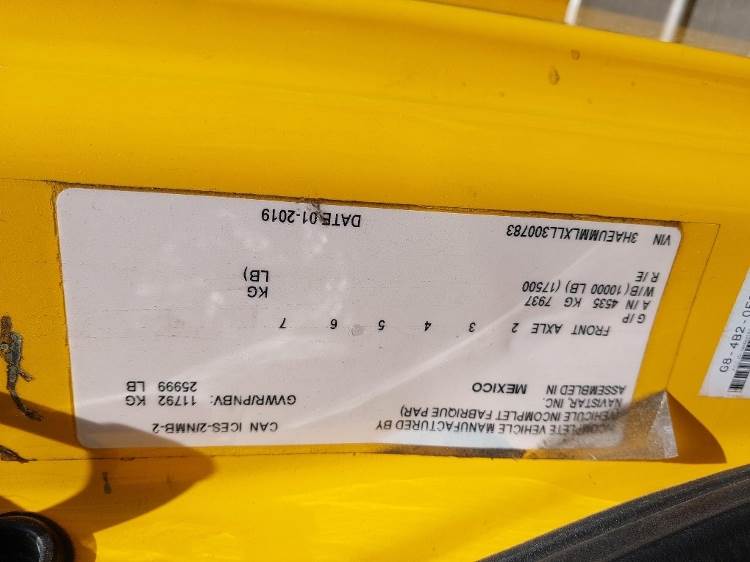 INCOMPLETE VEHICLE MANUFACTURED BY
(VEHICULE INCOMPLET FABRIQUE PAR)
NAVISTAR, INC.
ASSEMBLED IN MEXICO
CAN ICES-2/NMB-2
GVWR/PNBV: 11792 KG
25999 LB
FRONT AXLE 2 3 4 5 6 7
G/P
A/N 4535 KG 7937 KG
W/B (10000 LB) (17500 LB)
R/E
VIN 3HAEUMMLXLL300783 DATE 01-2019